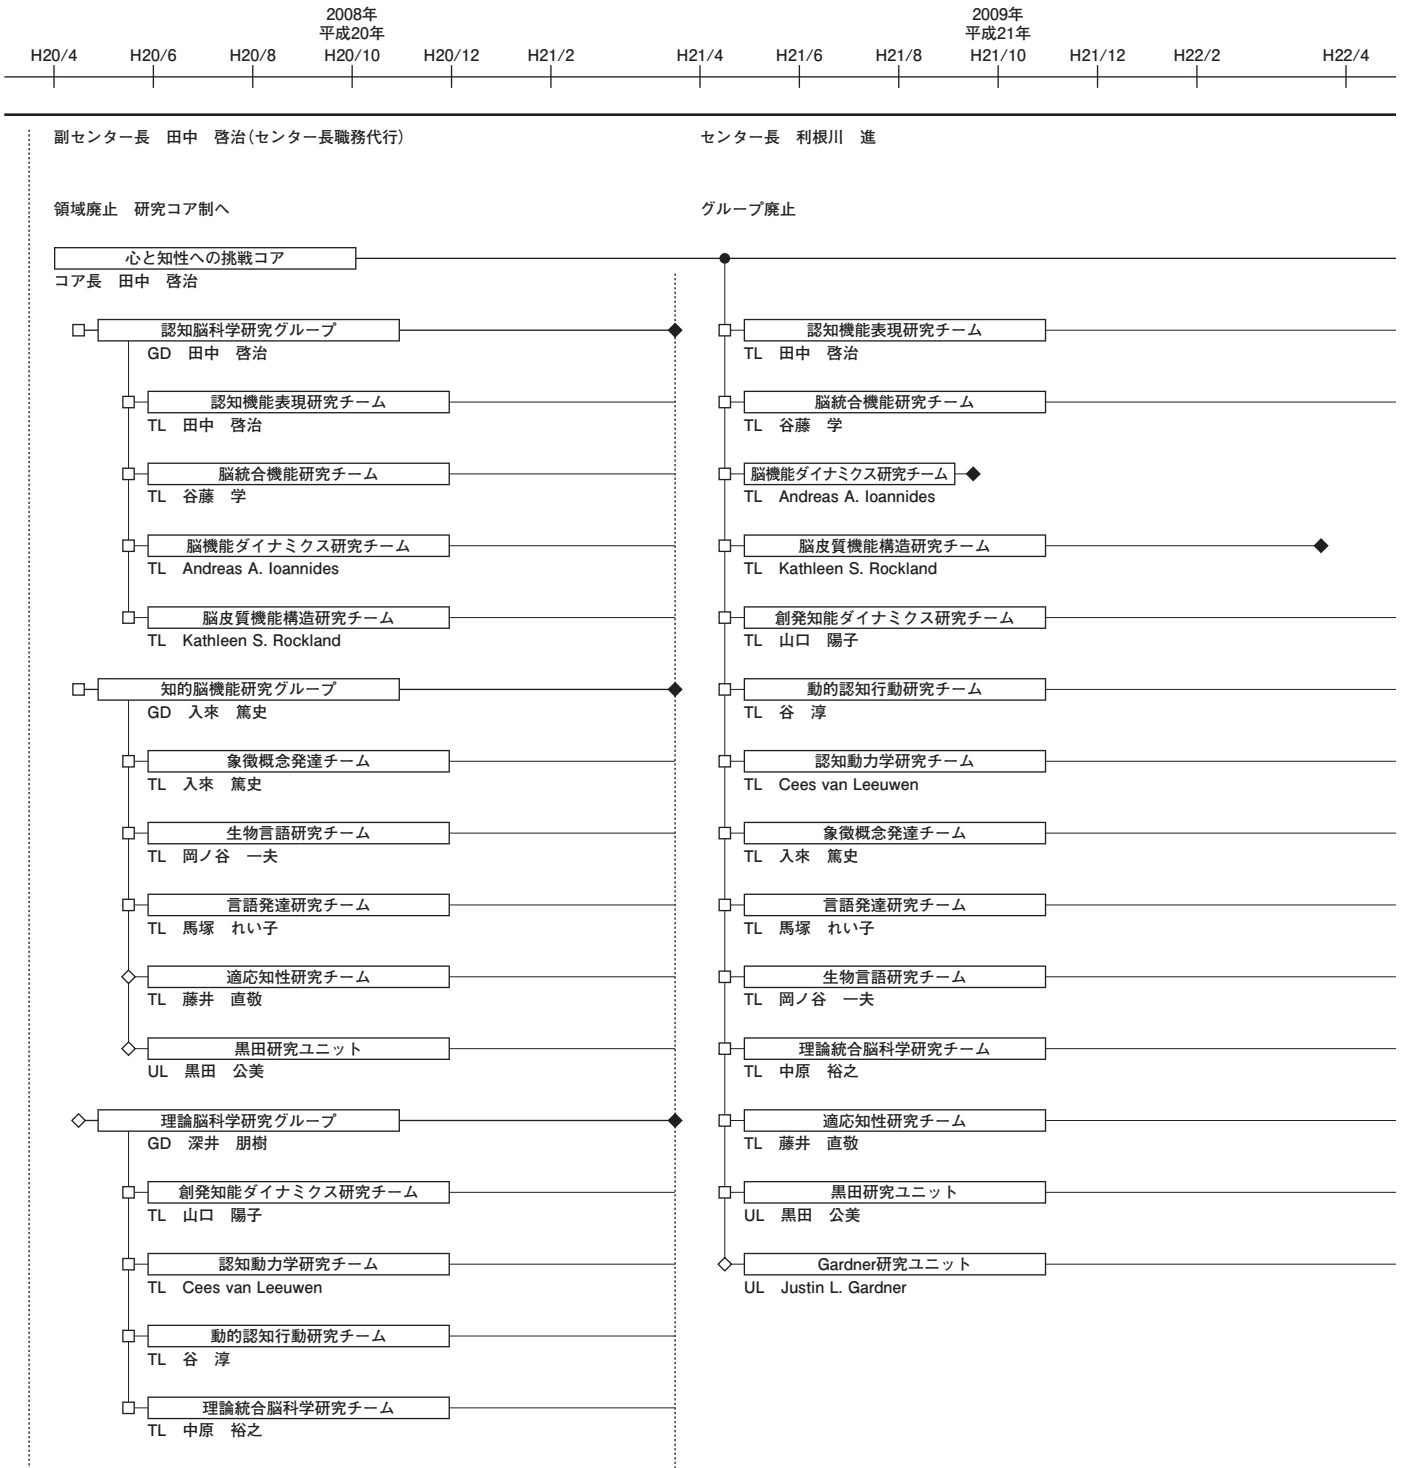 2008年
平成20年
2009年
平成21年
H20/4 H20/6 H20/8 H20/10 H20/12 H21/2 H21/4 H21/6 H21/8 H21/10 H21/12 H22/2 H22/4
副センター長 田中 啓治（センター長職務代行）
領域廃止 研究コア制へ
心と知性への挑戦コア
コア長 田中 啓治
認知脳科学研究グループ
GD 田中 啓治
認知機能表現研究チーム
TL 田中 啓治
脳統合機能研究チーム
TL 谷藤 学
脳機能ダイナミクス研究チーム
TL Andreas A. Ioannides
脳皮質機能構造研究チーム
TL Kathleen S. Rockland
知的脳機能研究グループ
GD 入來 篤史
象徴概念発達チーム
TL 入來 篤史
生物言語研究チーム
TL 岡ノ谷 一夫
言語発達研究チーム
TL 馬塚 れい子
適応知性研究チーム
TL 藤井 直敬
黒田研究ユニット
UL 黒田 公美
理論脳科学研究グループ
GD 深井 朋樹
創発知能ダイナミクス研究チーム
TL 山口 陽子
認知動力学研究チーム
TL Cees van Leeuwen
動的認知行動研究チーム
TL 谷 淳
理論統合脳科学研究チーム
TL 中原 裕之
センター長 利根川 進
グループ廃止
認知機能表現研究チーム
TL 田中 啓治
脳統合機能研究チーム
TL 谷藤 学
脳機能ダイナミクス研究チーム
TL Andreas A. Ioannides
脳皮質機能構造研究チーム
TL Kathleen S. Rockland
創発知能ダイナミクス研究チーム
TL 山口 陽子
動的認知行動研究チーム
TL 谷 淳
認知動力学研究チーム
TL Cees van Leeuwen
象徴概念発達チーム
TL 入來 篤史
言語発達研究チーム
TL 馬塚 れい子
生物言語研究チーム
TL 岡ノ谷 一夫
理論統合脳科学研究チーム
TL 中原 裕之
適応知性研究チーム
TL 藤井 直敬
黒田研究ユニット
UL 黒田 公美
Gardner研究ユニット
UL Justin L. Gardner